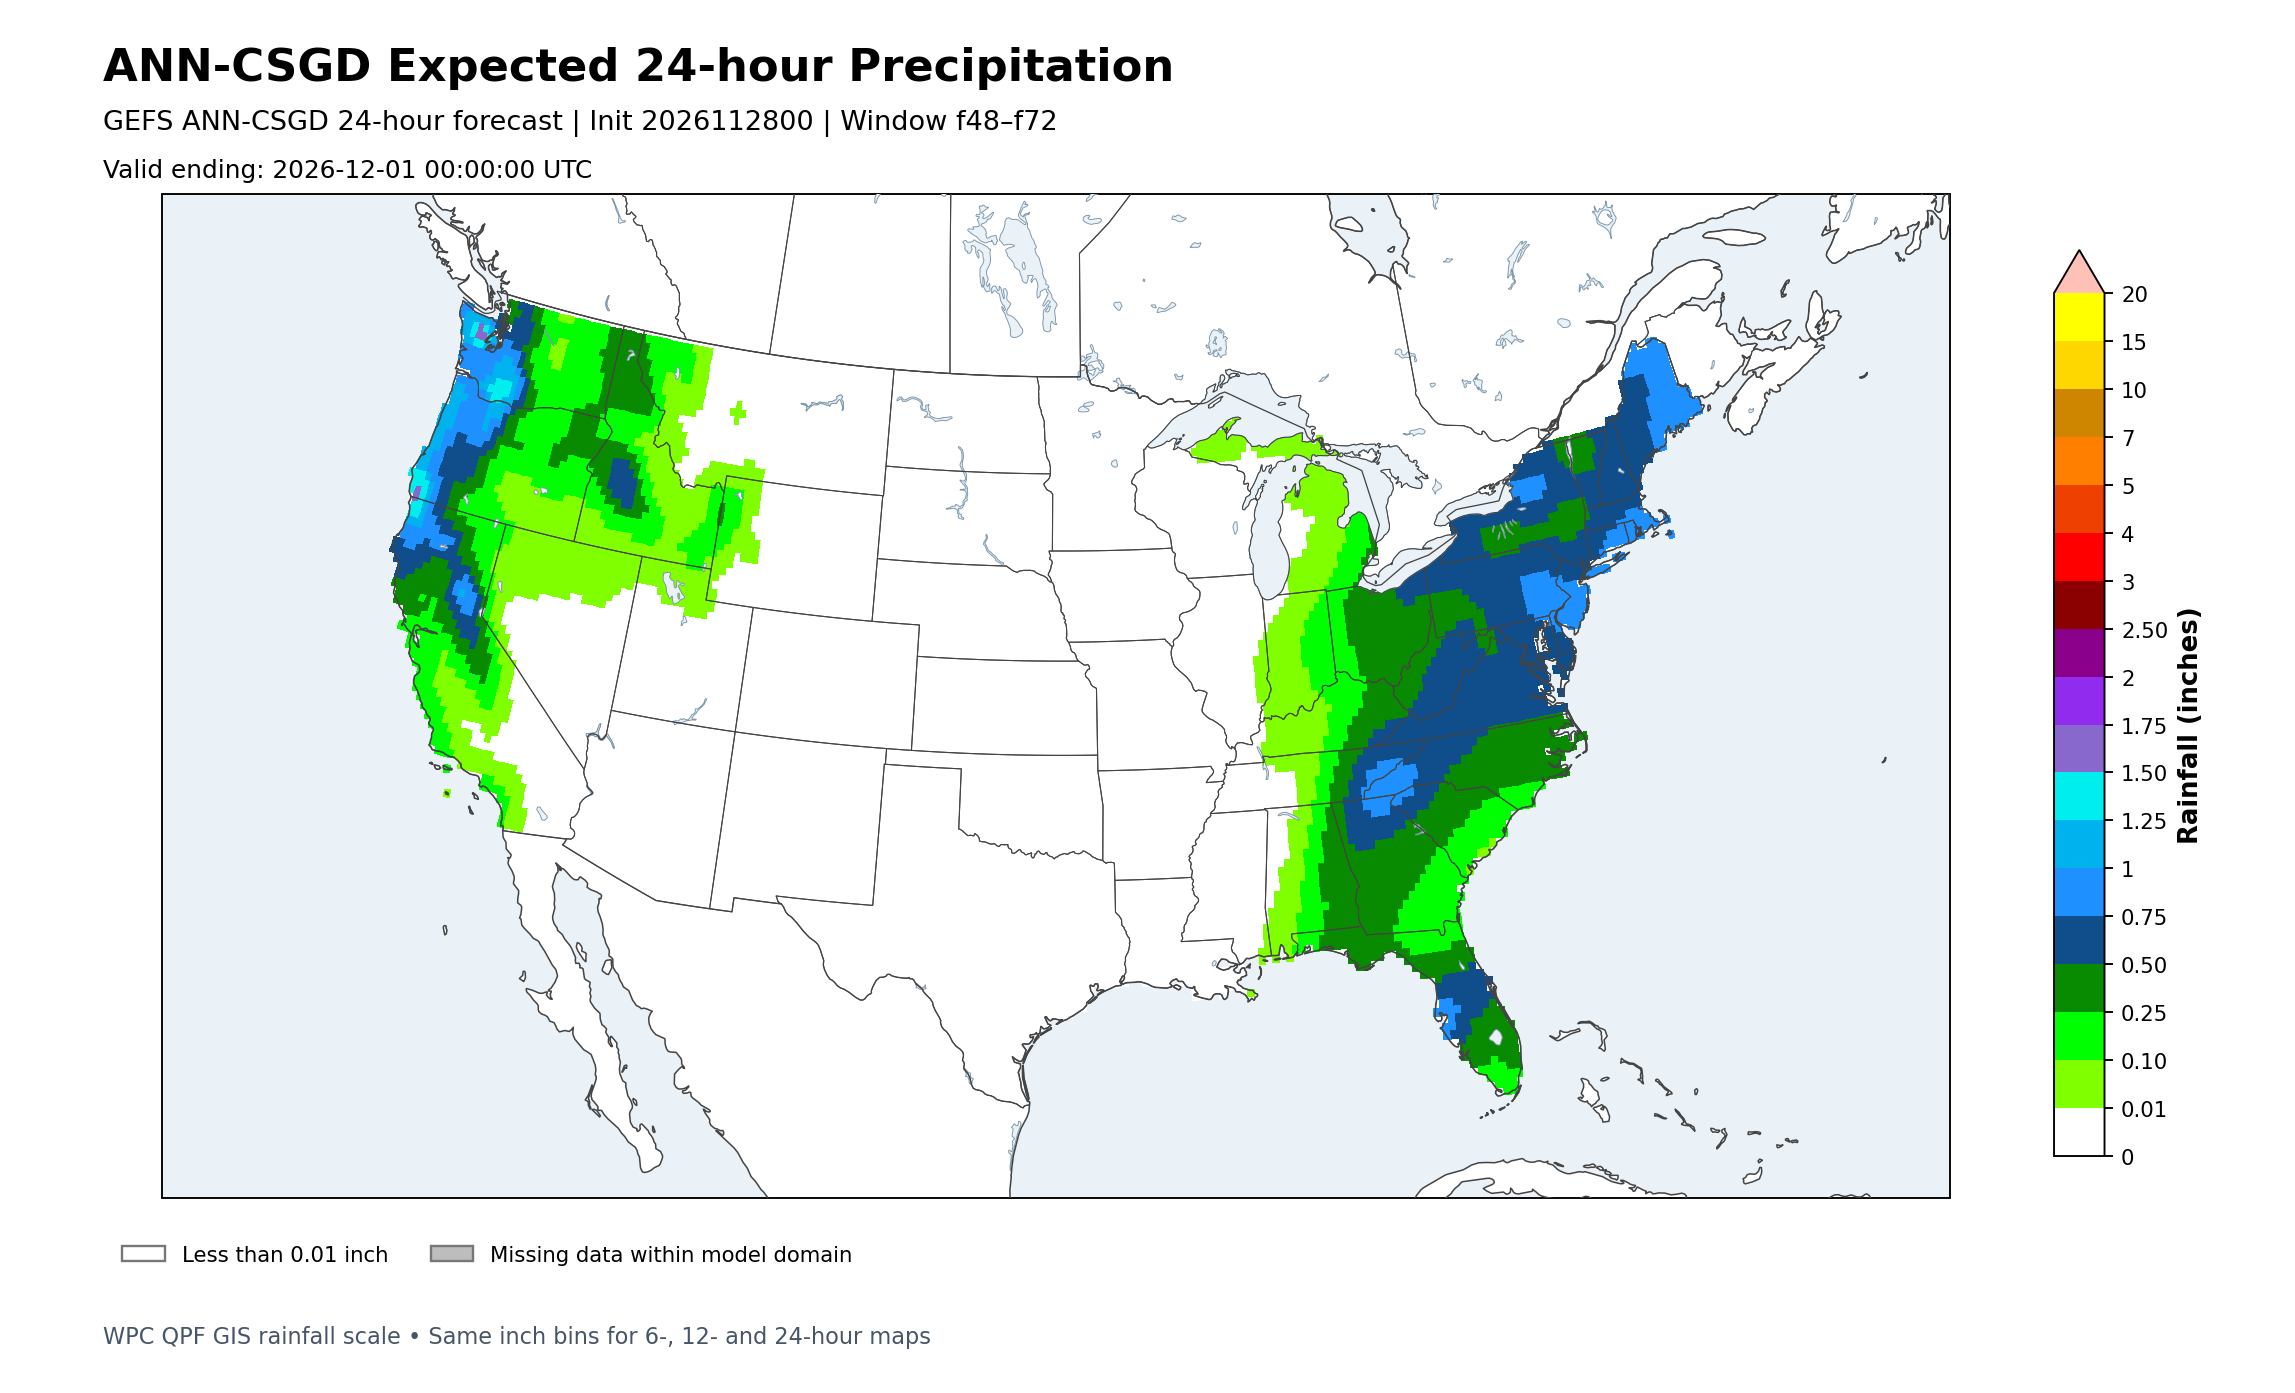 ANN-CSGD Expected 24-hour Precipitation
GEFS ANN-CSGD 24-hour forecast | Init 2026112800 | Window f48–f72
Valid ending: 2026-12-01 00:00:00 UTC
20
15
10
7
5
4
3
2.50
2
1.75
1.50
1.25
1
0.75
0.50
0.25
0.10
0.01
0
Rainfall (inches)
Less than 0.01 inch
Missing data within model domain
WPC QPF GIS rainfall scale • Same inch bins for 6-, 12- and 24-hour maps